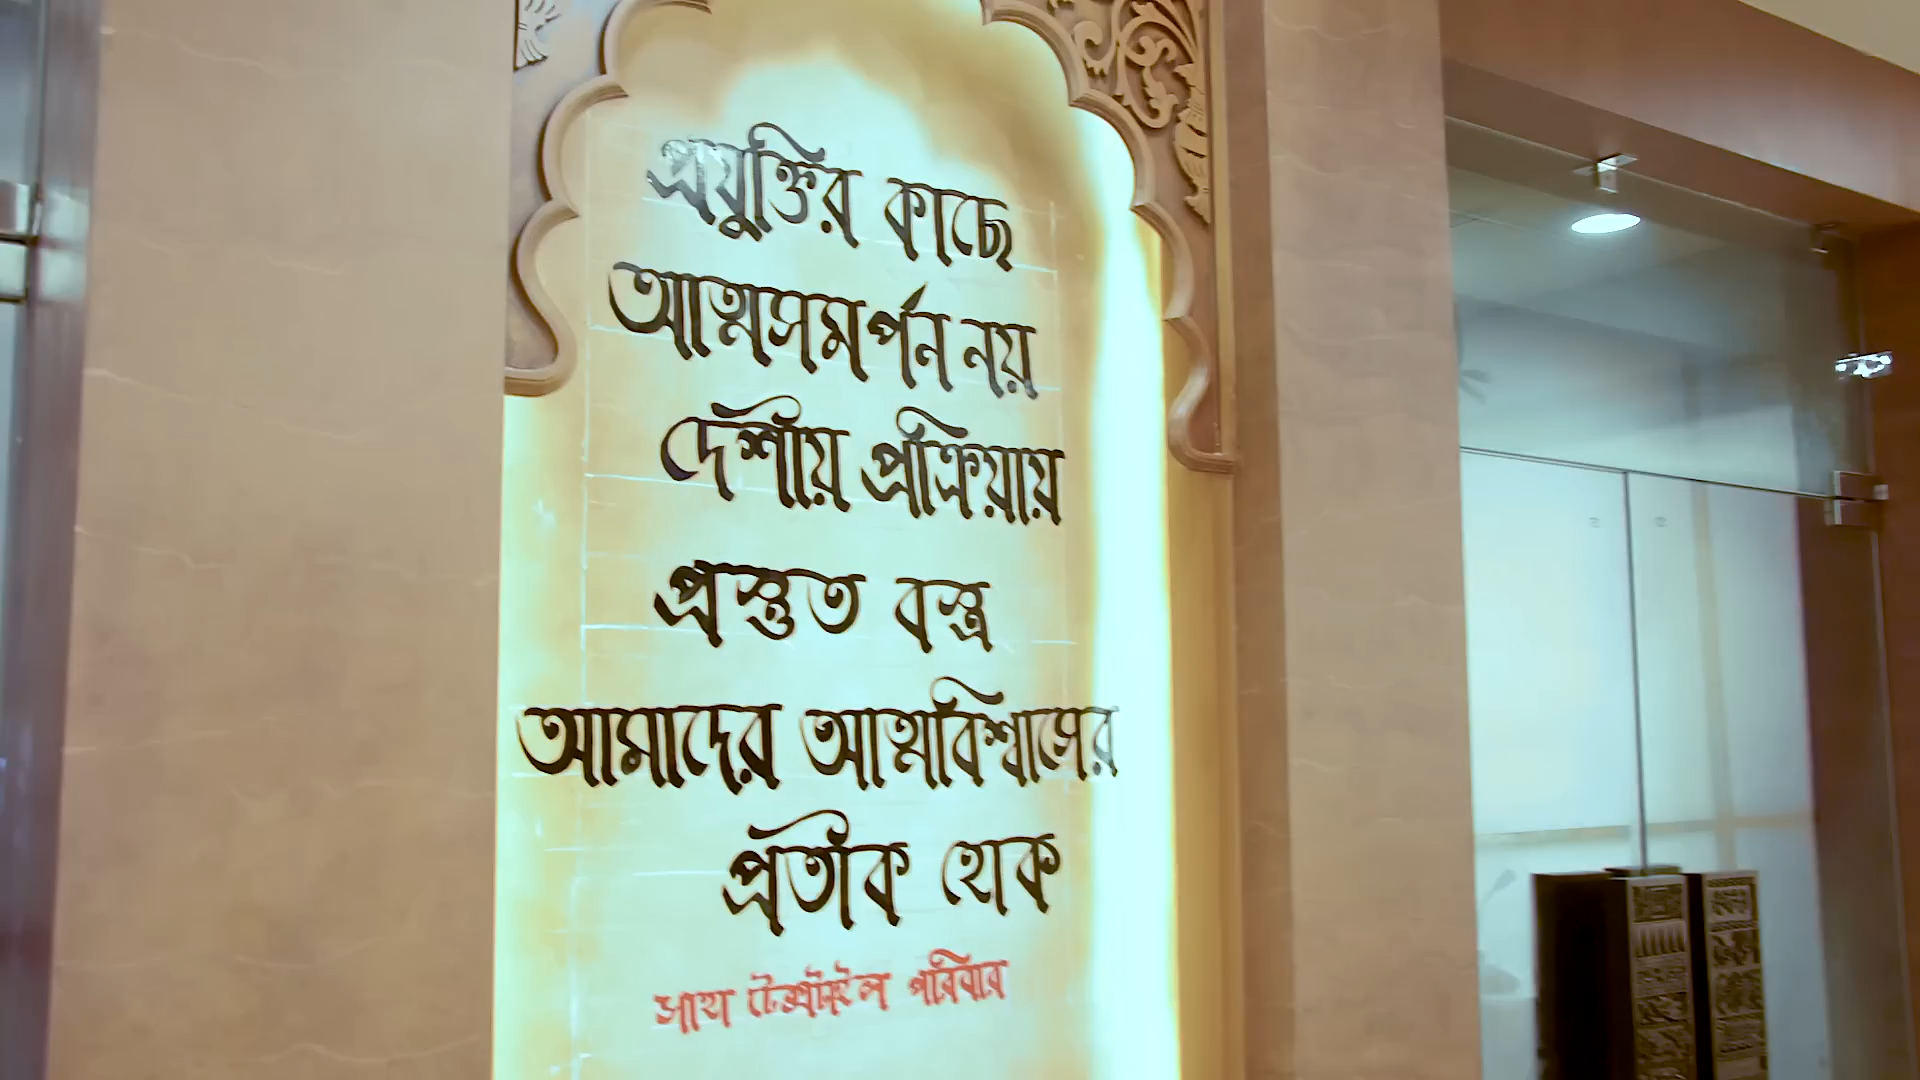 প্রযুক্তির কাছে
আত্মসমর্পন নয়
দেশীয় প্রক্রিয়ায়
প্রস্তুত বস্ত্র
আমাদের আত্মবিশ্বাসের
প্রতীক হোক
সাহা টেক্সটাইল পরিবার